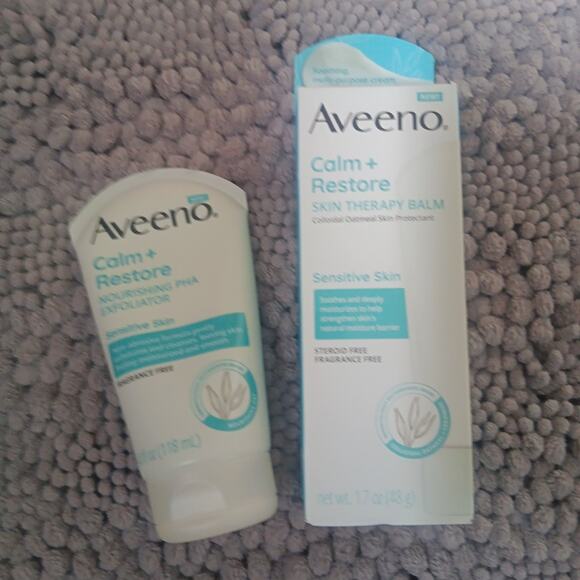 NEW!
Aveeno®
Calm +
Restore
NOURISHING PHA
EXFOLIATOR
Sensitive Skin
FRAGRANCE FREE
fl oz (118 mL)
Soothing,
multi-purpose cream
NEW!
Aveeno®
Calm +
Restore
SKIN THERAPY BALM
Colloidal Oatmeal Skin Protectant
Sensitive Skin
Soothes and deeply
moisturizes to help
strengthen skin's
natural moisture barrier
STEROID FREE
FRAGRANCE FREE
net wt. 1.7 oz (48 g)